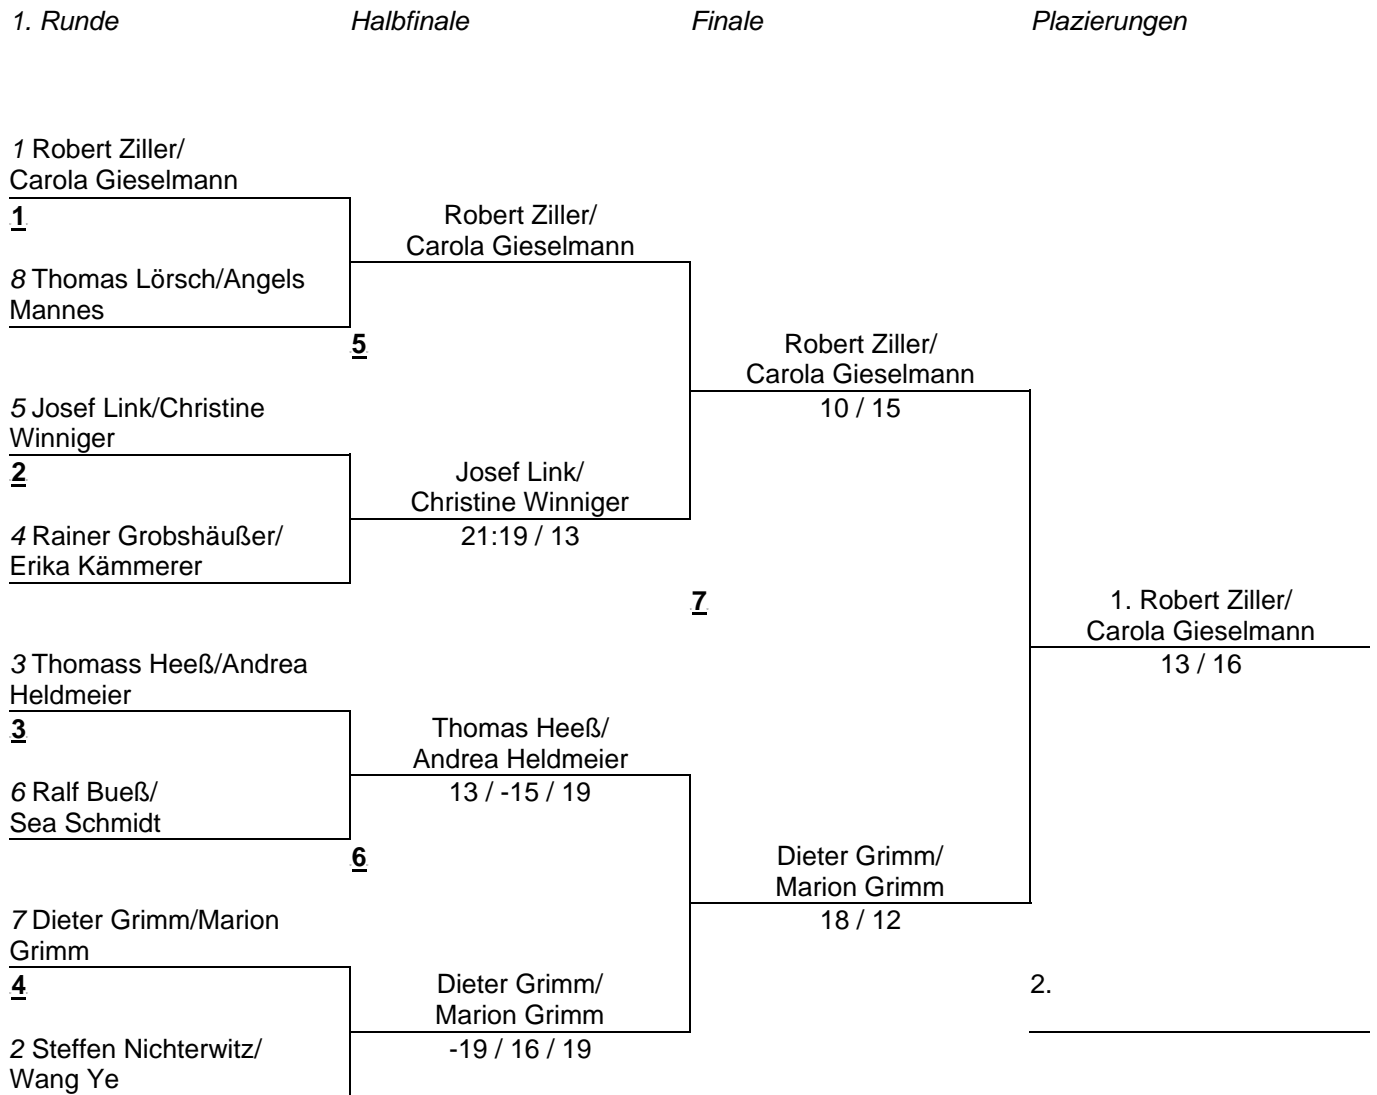 1. Runde Halbfinale Finale Plazierungen
1 Robert Ziller/
Carola Gieselmann
1
Robert Ziller/
Carola Gieselmann
8 Thomas Lörsch/Angels
Mannes
5
Robert Ziller/
Carola Gieselmann
10 / 15
5 Josef Link/Christine
Winniger
2
Josef Link/
Christine Winniger
21:19 / 13
4 Rainer Grobshäußer/
Erika Kämmerer
7
1. Robert Ziller/
Carola Gieselmann
13 / 16
3 Thomass Heeß/Andrea
Heldmeier
3
Thomas Heeß/
Andrea Heldmeier
13 / -15 / 19
6 Ralf Bueß/
Sea Schmidt
6
Dieter Grimm/
Marion Grimm
18 / 12
7 Dieter Grimm/Marion
Grimm
4
Dieter Grimm/
Marion Grimm
-19 / 16 / 19
2.
2 Steffen Nichterwitz/
Wang Ye